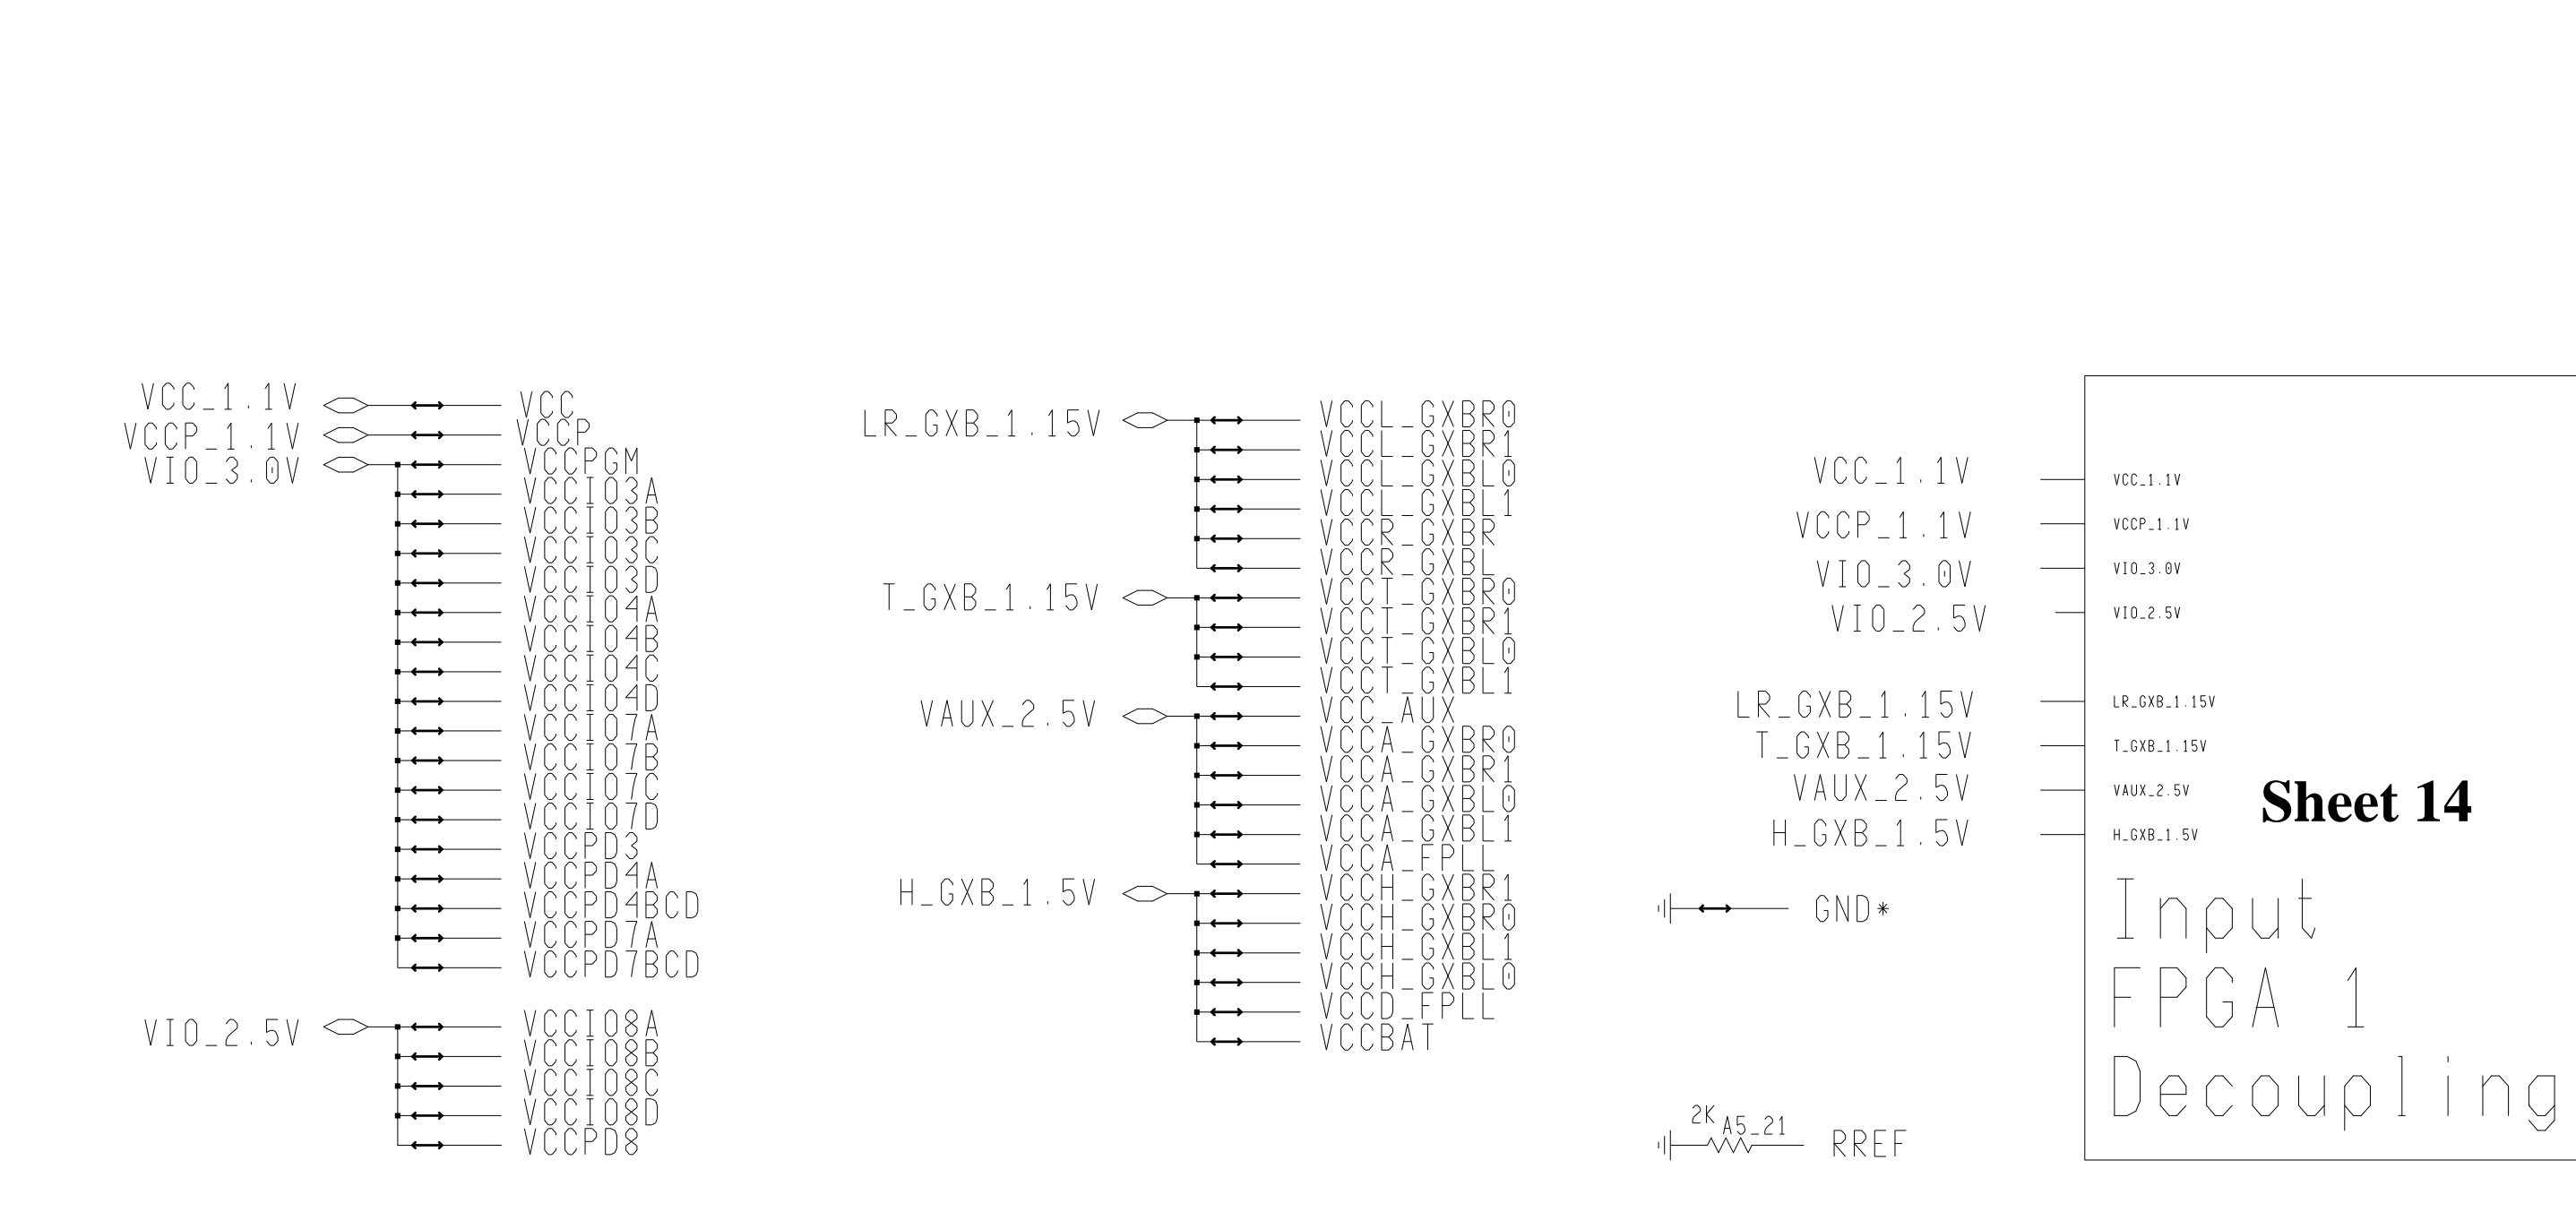 VCC_1.1V
VCCP_1.1V
VIO_3.0V
VCC
VCCP
VCCPGM
VCCIO3A
VCCIO3B
VCCIO3C
VCCIO3D
VCCIO4A
VCCIO4B
VCCIO4C
VCCIO4D
VCCIO7A
VCCIO7B
VCCIO7C
VCCIO7D
VCCPD3
VCCPD4A
VCCPD4BCD
VCCPD7A
VCCPD7BCD
VIO_2.5V
VCCIO8A
VCCIO8B
VCCIO8C
VCCIO8D
VCCPD8
LR_GXB_1.15V
VCCL_GXBR0
VCCL_GXBR1
VCCL_GXBL0
VCCL_GXBL1
VCCR_GXBR
VCCR_GXBL
T_GXB_1.15V
VCCT_GXBR0
VCCT_GXBR1
VCCT_GXBL0
VCCT_GXBL1
VAUX_2.5V
VCC_AUX
VCCA_GXBR0
VCCA_GXBR1
VCCA_GXBL0
VCCA_GXBL1
VCCA_FPLL
H_GXB_1.5V
VCCH_GXBR1
VCCH_GXBR0
VCCH_GXBL1
VCCH_GXBL0
VCCD_FPLL
VCCBAT
VCC_1.1V
VCCP_1.1V
VIO_3.0V
VIO_2.5V
LR_GXB_1.15V
T_GXB_1.15V
VAUX_2.5V
H_GXB_1.5V
GND*
2K
A5_21
RREF
VCC_1.1V
VCCP_1.1V
VIO_3.0V
VIO_2.5V
LR_GXB_1.15V
T_GXB_1.15V
VAUX_2.5V
H_GXB_1.5V
Sheet 14
Input
FPGA 1
Decoupling